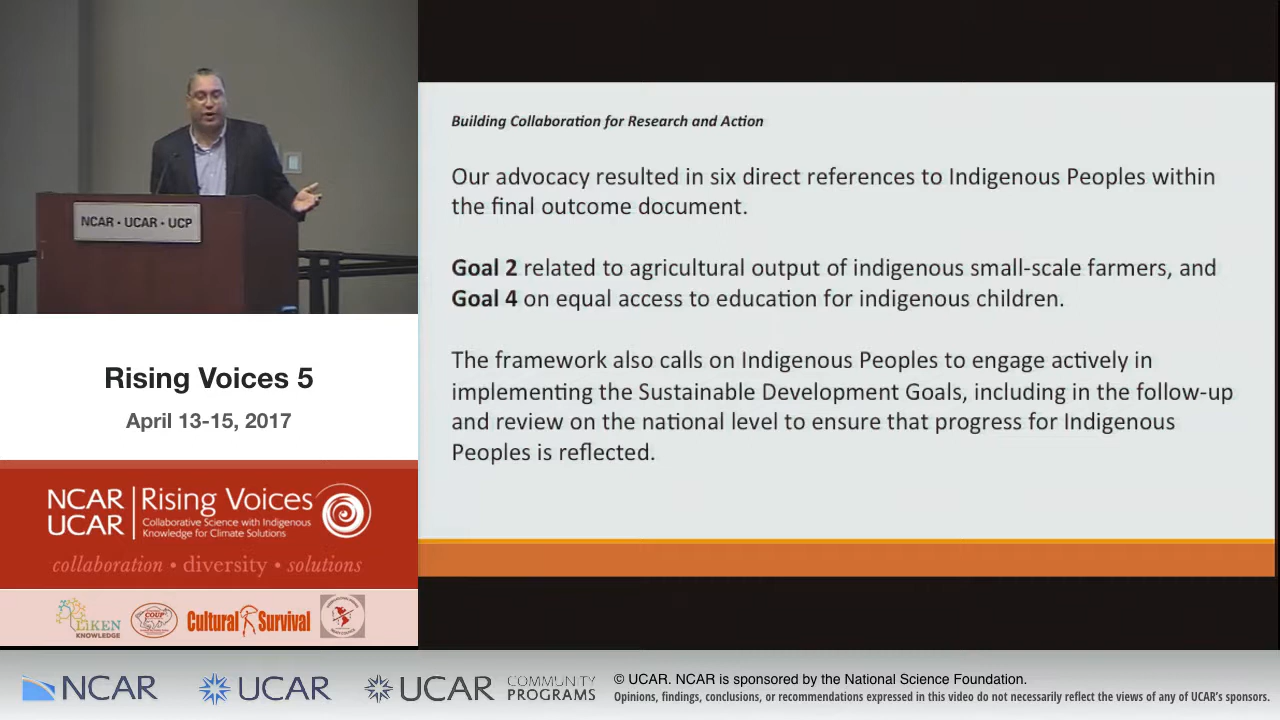 NCAR • UCAR • UCP
Rising Voices 5
April 13-15, 2017
NCAR
UCAR
Rising Voices
Collaborative Science with Indigenous
Knowledge for Climate Solutions
collaboration • diversity • solutions
LiKEN
KNOWLEDGE
Cultural Survival
Building Collaboration for Research and Action
Our advocacy resulted in six direct references to Indigenous Peoples within
the final outcome document.
Goal 2 related to agricultural output of indigenous small-scale farmers, and
Goal 4 on equal access to education for indigenous children.
The framework also calls on Indigenous Peoples to engage actively in
implementing the Sustainable Development Goals, including in the follow-up
and review on the national level to ensure that progress for Indigenous
Peoples is reflected.
NCAR
UCAR
UCAR
COMMUNITY
PROGRAMS
© UCAR. NCAR is sponsored by the National Science Foundation.
Opinions, findings, conclusions, or recommendations expressed in this video do not necessarily reflect the views of any of UCAR's sponsors.